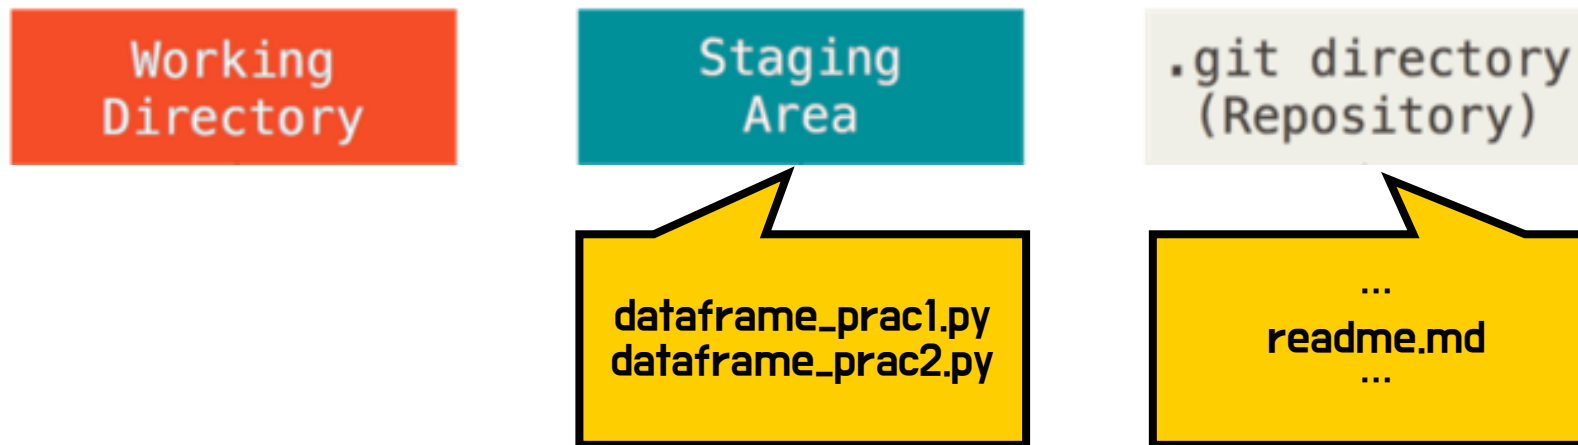 Working
Directory
Staging
Area
.git directory
(Repository)
dataframe_prac1.py
dataframe_prac2.py
...
readme.md
...